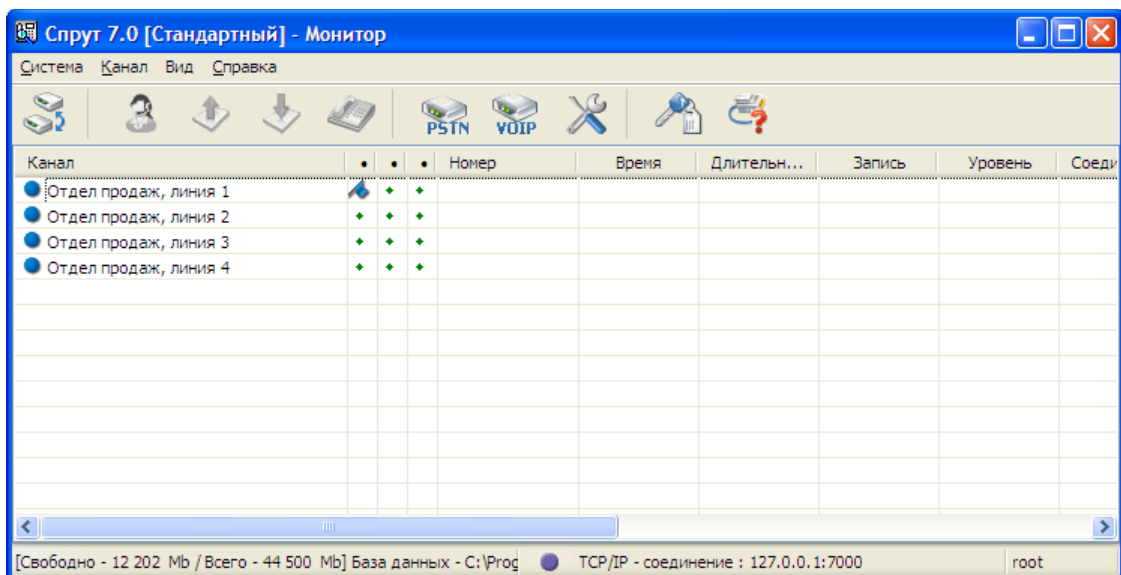 Спрут 7.0 [Стандартный] - Монитор
Система Канал Вид Справка
PSTN VOIP
Канал • • • Номер Время Длительн... Запись Уровень Соеди
Отдел продаж, линия 1
Отдел продаж, линия 2
Отдел продаж, линия 3
Отдел продаж, линия 4
[Свободно - 12 202 Mb / Всего - 44 500 Mb] База данных - C:\Prog TCP/IP - соединение : 127.0.0.1:7000 root